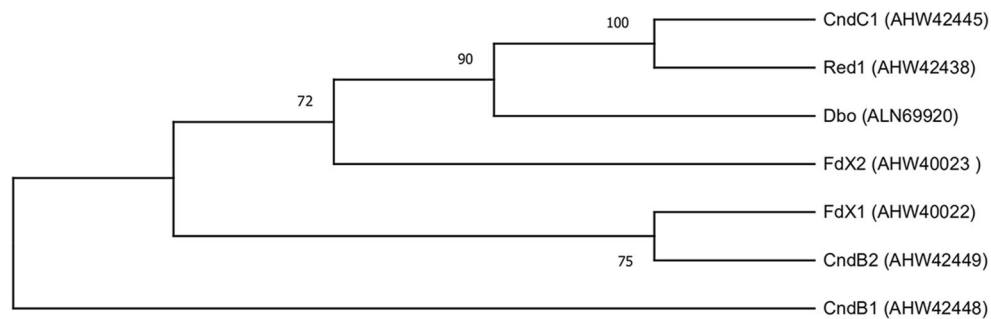 CndC1 (AHW42445)
100
Red1 (AHW42438)
90
72
Dbo (ALN69920)
FdX2 (AHW40023 )
FdX1 (AHW40022)
75
CndB2 (AHW42449)
CndB1 (AHW42448)